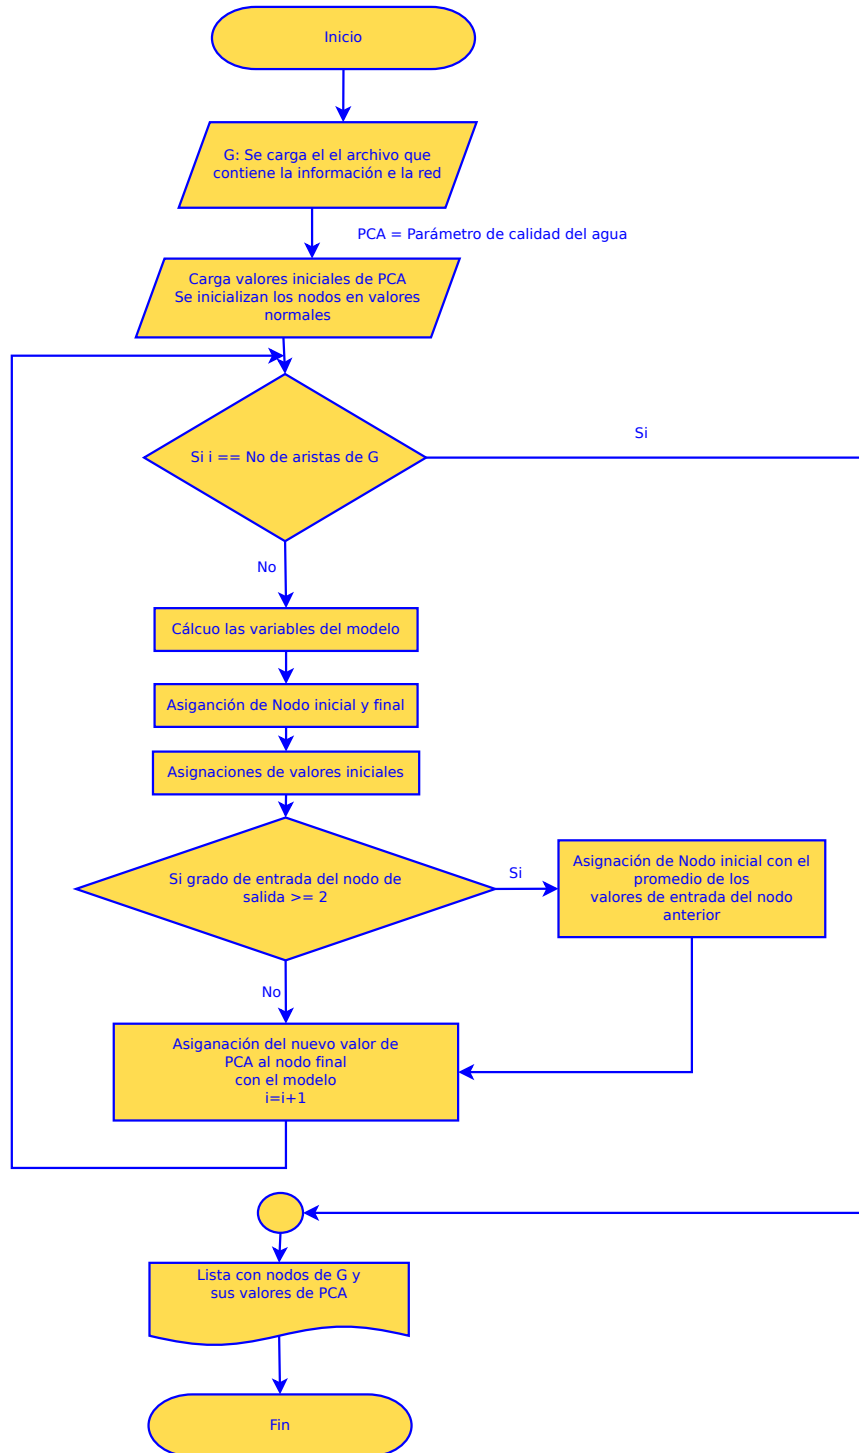 Inicio
G: Se carga el el archivo que
contiene la información e la red
PCA = Parámetro de calidad del agua
Carga valores iniciales de PCA
Se inicializan los nodos en valores
normales
Si i == No de aristas de G
Si
No
Cálcuo las variables del modelo
Asiganción de Nodo inicial y final
Asignaciones de valores iniciales
Si grado de entrada del nodo de
salida >= 2
Si
Asignación de Nodo inicial con el
promedio de los
valores de entrada del nodo
anterior
No
Asiganación del nuevo valor de
PCA al nodo final
con el modelo
i=i+1
Lista con nodos de G y
sus valores de PCA
Fin